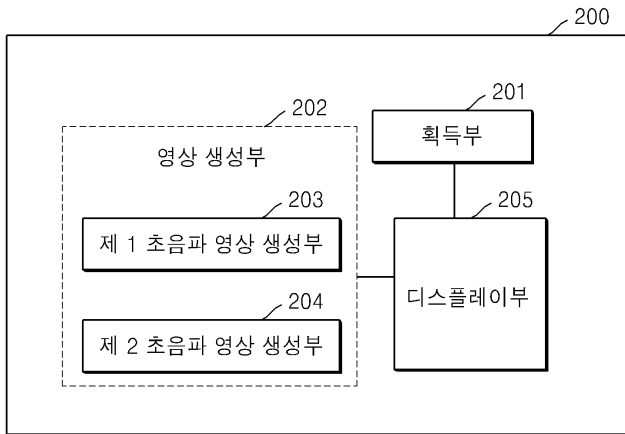 200
202
201
영상 생성부
획득부
203
205
제 1 초음파 영상 생성부
디스플레이부
204
제 2 초음파 영상 생성부